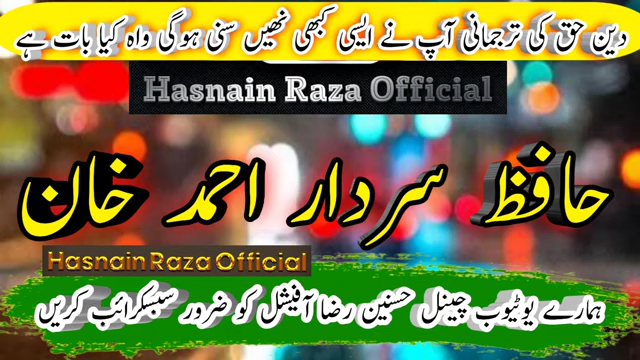 دین حق کی ترجمانی آپ نے ایسی کبھی نھیں سنی ہوگی واہ کیا بات ہے
Hasnain Raza Official
حافظ سردار احمد خان
Hasnain Raza Official
ہمارے یوٹیوب چینل حسنین رضا آفیشل کو ضرور سبسکرائب کریں